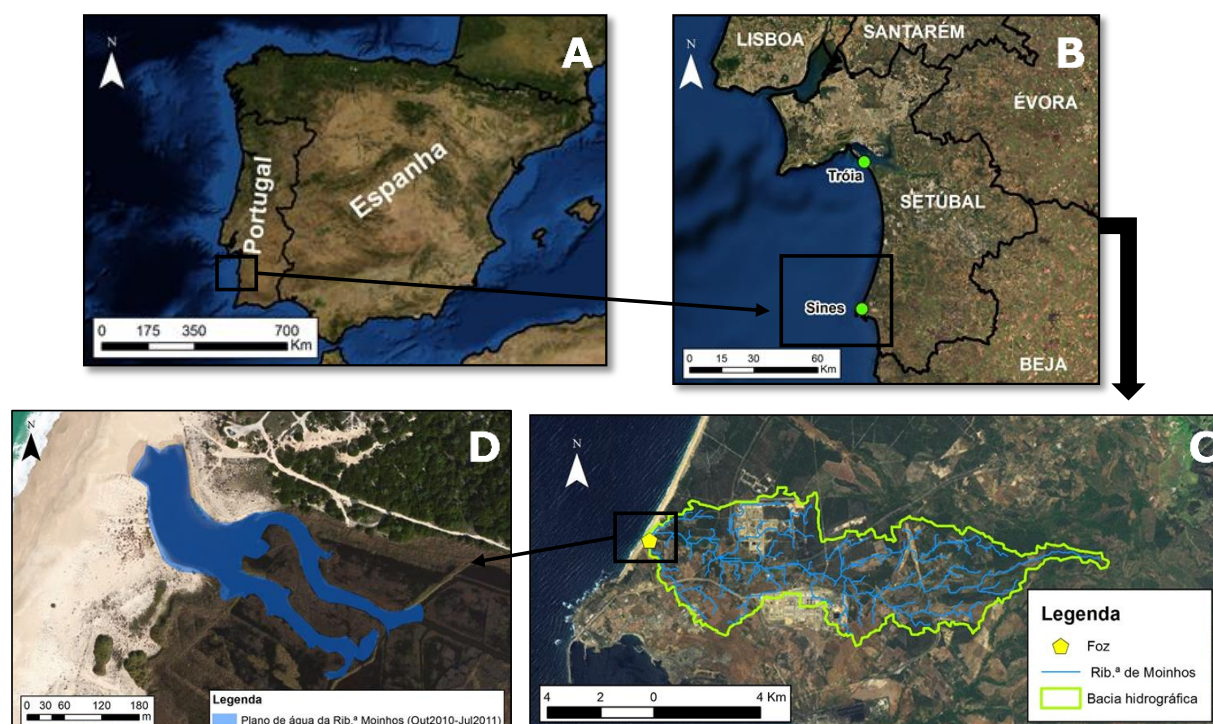 A
N
Portugal
Espanha
0 175 350 700
Km
B
N
LISBOA
SANTARÉM
ÉVORA
Tróia
SETÚBAL
Sines
BEJA
0 15 30 60
KM
D
N
0 30 60 120 180
m
Legenda
Plano de água da Rib.ª Moinhos (Out2010-Jul2011)
C
N
4 2 0 4 Km
Legenda
Foz
Rib.ª de Moinhos
Bacia hidrográfica